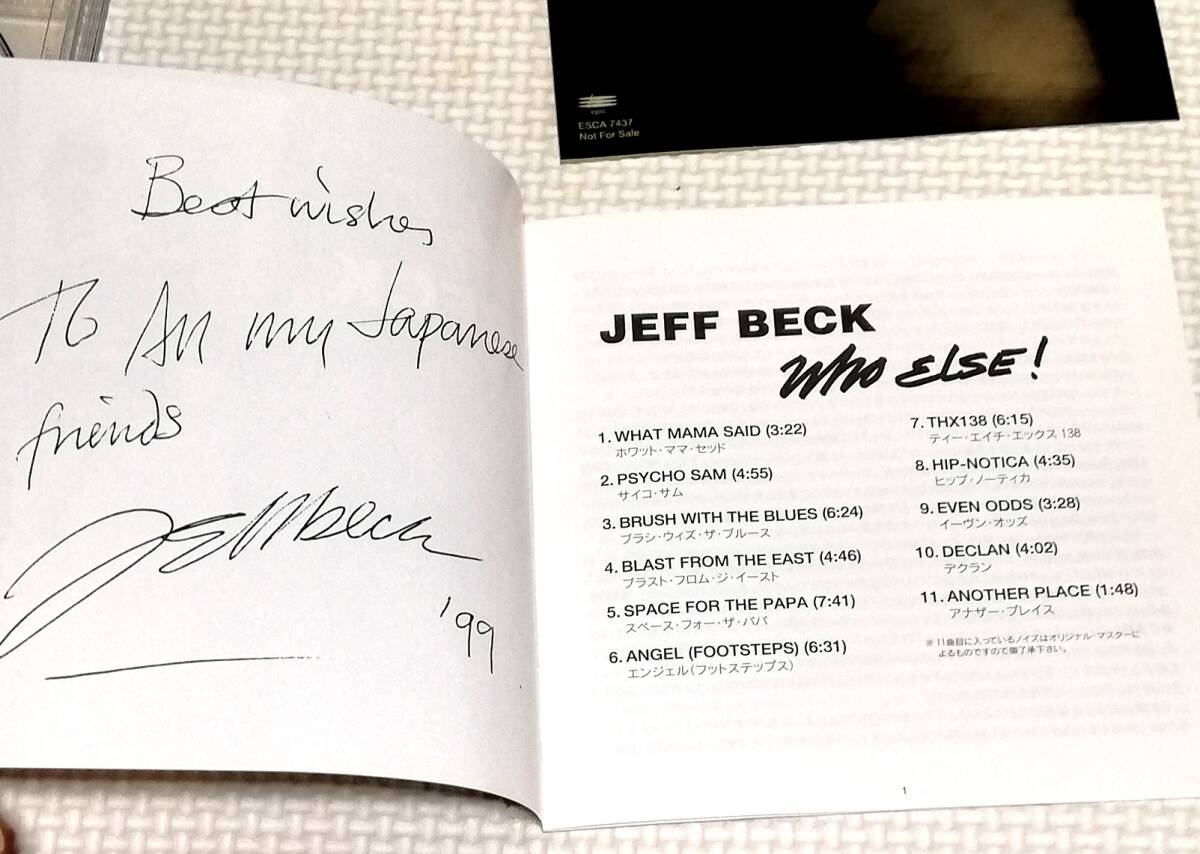 epic
ESCA 7437
Not For Sale
Best wishes,
To All my Japanese
friends
Jeff Beck
'99
JEFF BECK
WHO ELSE!
1. WHAT MAMA SAID (3:22)
ホワット・ママ・セッド
2. PSYCHO SAM (4:55)
サイコ・サム
3. BRUSH WITH THE BLUES (6:24)
ブラシ・ウィズ・ザ・ブルース
4. BLAST FROM THE EAST (4:46)
ブラスト・フロム・ジ・イースト
5. SPACE FOR THE PAPA (7:41)
スペース・フォー・ザ・パパ
6. ANGEL (FOOTSTEPS) (6:31)
エンジェル（フットステップス）
7. THX138 (6:15)
ティー・エイチ・エックス 138
8. HIP-NOTICA (4:35)
ヒップ・ノーティカ
9. EVEN ODDS (3:28)
イーヴン・オッズ
10. DECLAN (4:02)
デクラン
11. ANOTHER PLACE (1:48)
アナザー・プレイス
※11曲目に入っているノイズはオリジナル・マスターに
よるものですので御了承下さい。
1